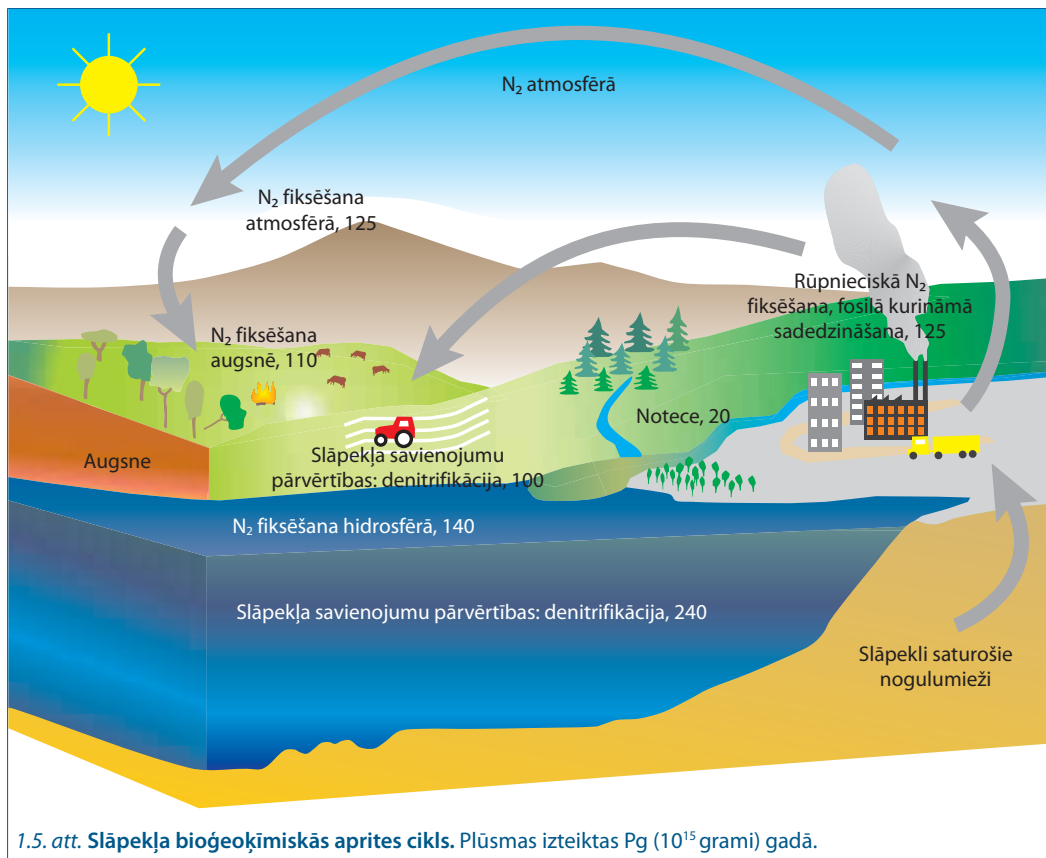 N₂ atmosfērā
N₂ fiksēšana
atmosfērā, 125
Rūpnieciskā N₂
fiksēšana, fosilā kurināmā
sadedzināšana, 125
N₂ fiksēšana
augsnē, 110
Notece, 20
Augsne
Slāpekļa savienojumu
pārvērtības: denitrifikācija, 100
N₂ fiksēšana hidrosfērā, 140
Slāpekļa savienojumu pārvērtības: denitrifikācija, 240
Slāpekli saturošie
nogulumieži
1.5. att. Slāpekļa bioģeoķīmiskās aprites cikls. Plūsmas izteiktas Pg (10¹⁵ grami) gadā.